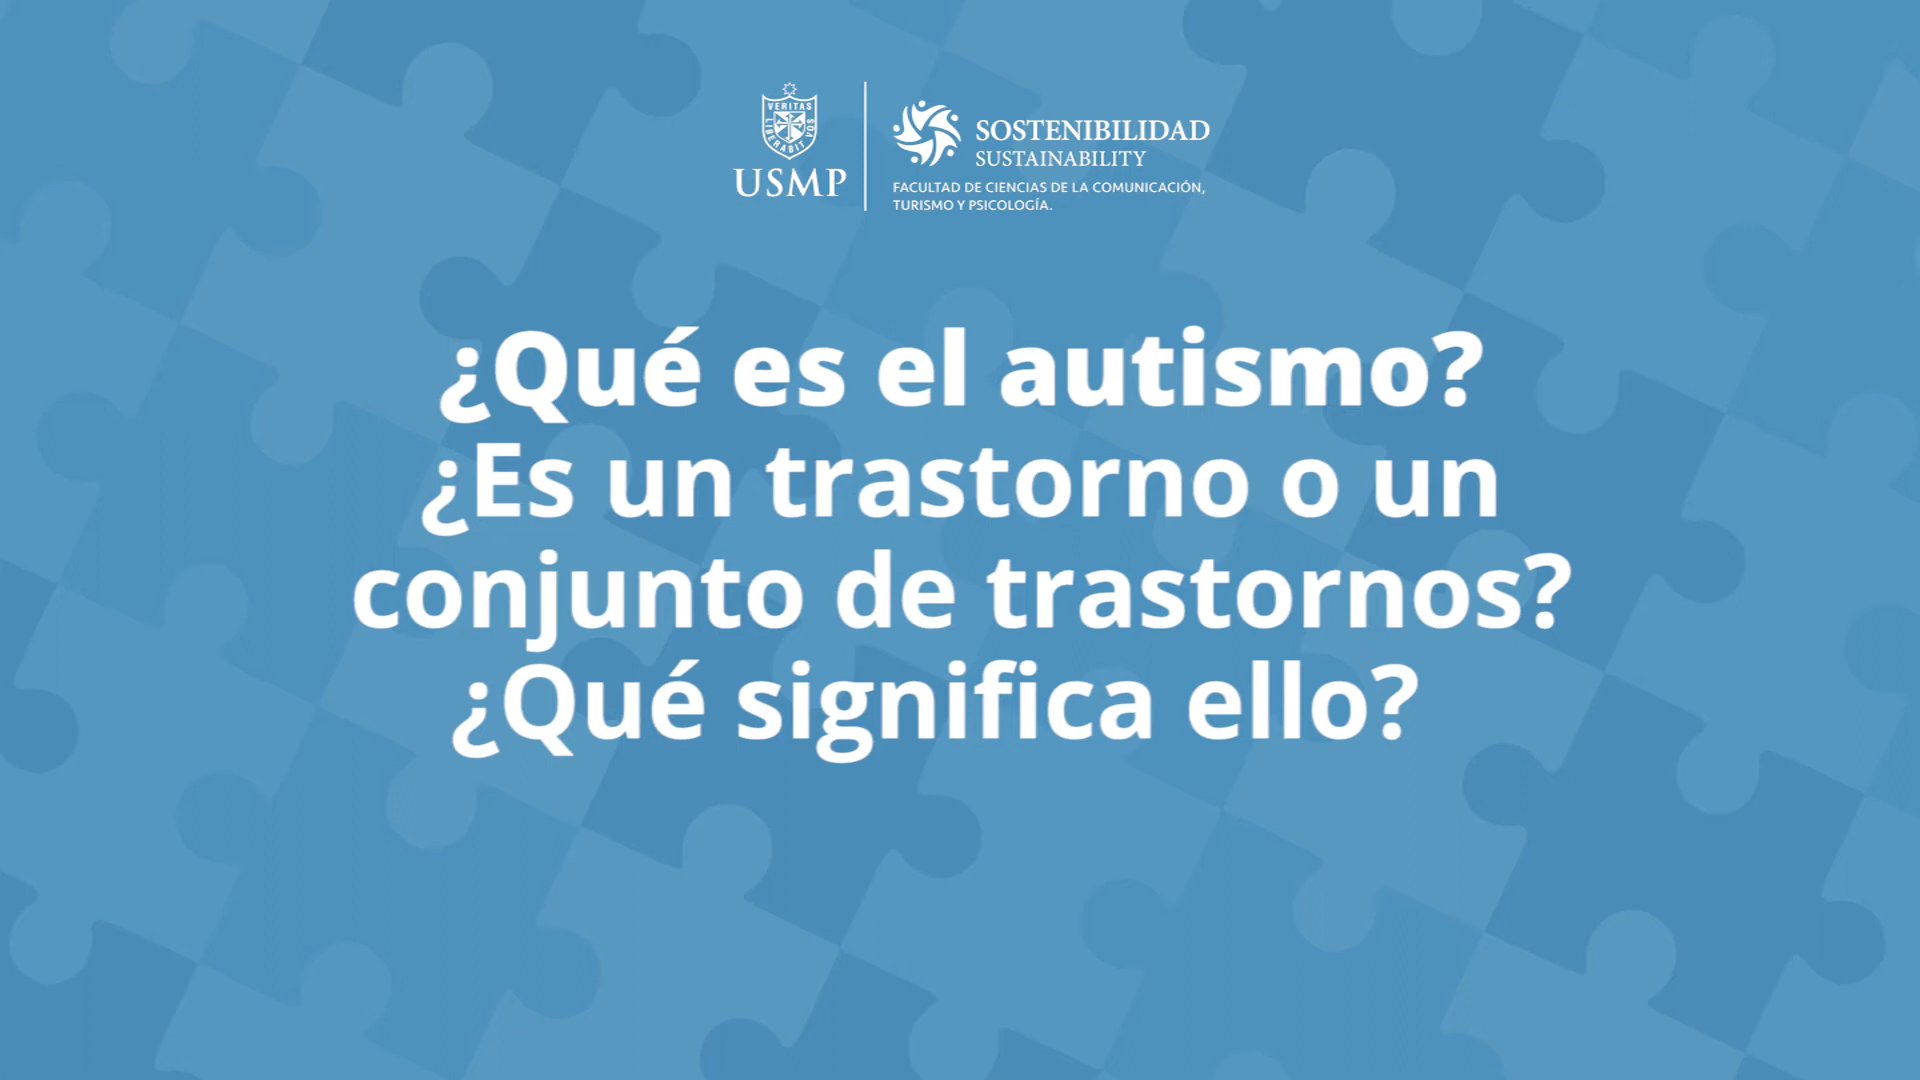 VERITAS
LIBERABIT VOS
USMP
SOSTENIBILIDAD
SUSTAINABILITY
FACULTAD DE CIENCIAS DE LA COMUNICACIÓN,
TURISMO Y PSICOLOGÍA.
¿Qué es el autismo?
¿Es un trastorno o un
conjunto de trastornos?
¿Qué significa ello?